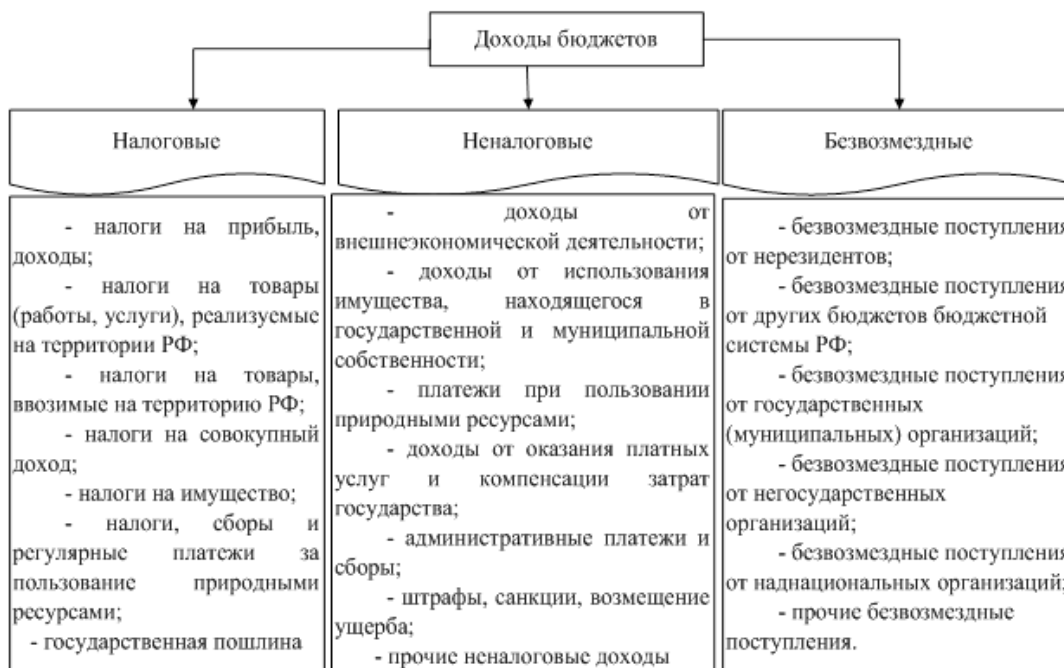 Доходы бюджетов
Налоговые
- налоги на прибыль,
доходы;
- налоги на товары
(работы, услуги), реализуемые
на территории РФ;
- налоги на товары,
ввозимые на территорию РФ;
- налоги на совокупный
доход;
- налоги на имущество;
- налоги, сборы и
регулярные платежи за
пользование природными
ресурсами;
- государственная пошлина
Неналоговые
- доходы от
внешнеэкономической деятельности;
- доходы от использования
имущества, находящегося в
государственной и муниципальной
собственности;
- платежи при пользовании
природными ресурсами;
- доходы от оказания платных
услуг и компенсации затрат
государства;
- административные платежи и
сборы;
- штрафы, санкции, возмещение
ущерба;
- прочие неналоговые доходы
Безвозмездные
- безвозмездные поступления
от нерезидентов;
- безвозмездные поступления
от других бюджетов бюджетной
системы РФ;
- безвозмездные поступления
от государственных
(муниципальных) организаций;
- безвозмездные поступления
от негосударственных
организаций;
- безвозмездные поступления
от наднациональных организаций;
- прочие безвозмездные
поступления.